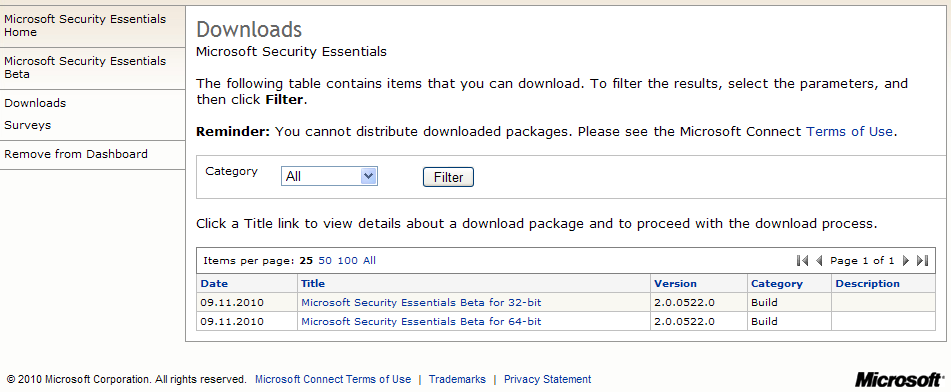 Microsoft Security Essentials
Home
Microsoft Security Essentials
Beta
Downloads
Surveys
Remove from Dashboard
Downloads
Microsoft Security Essentials
The following table contains items that you can download. To filter the results, select the parameters, and
then click Filter.
Reminder: You cannot distribute downloaded packages. Please see the Microsoft Connect Terms of Use.
Category All Filter
Click a Title link to view details about a download package and to proceed with the download process.
Items per page: 25 50 100 All Page 1 of 1
Date Title Version Category Description
09.11.2010 Microsoft Security Essentials Beta for 32-bit 2.0.0522.0 Build
09.11.2010 Microsoft Security Essentials Beta for 64-bit 2.0.0522.0 Build
© 2010 Microsoft Corporation. All rights reserved. Microsoft Connect Terms of Use | Trademarks | Privacy Statement Microsoft